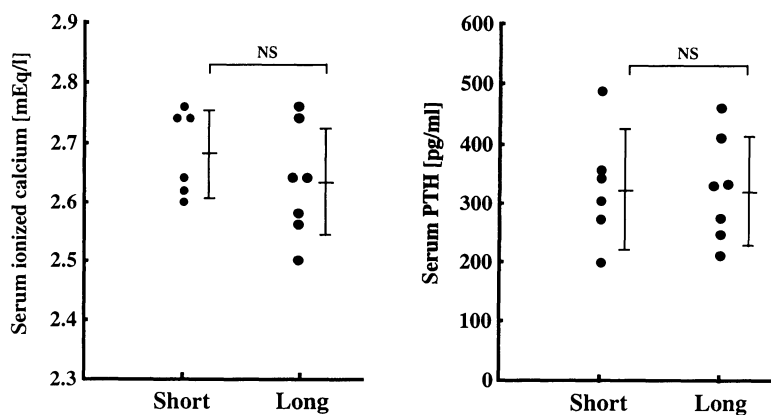 Serum ionized calcium [mEq/l]
2.9
2.8
2.7
2.6
2.5
2.4
2.3
NS
Short Long
Serum PTH [pg/ml]
600
500
400
300
200
100
0
NS
Short Long